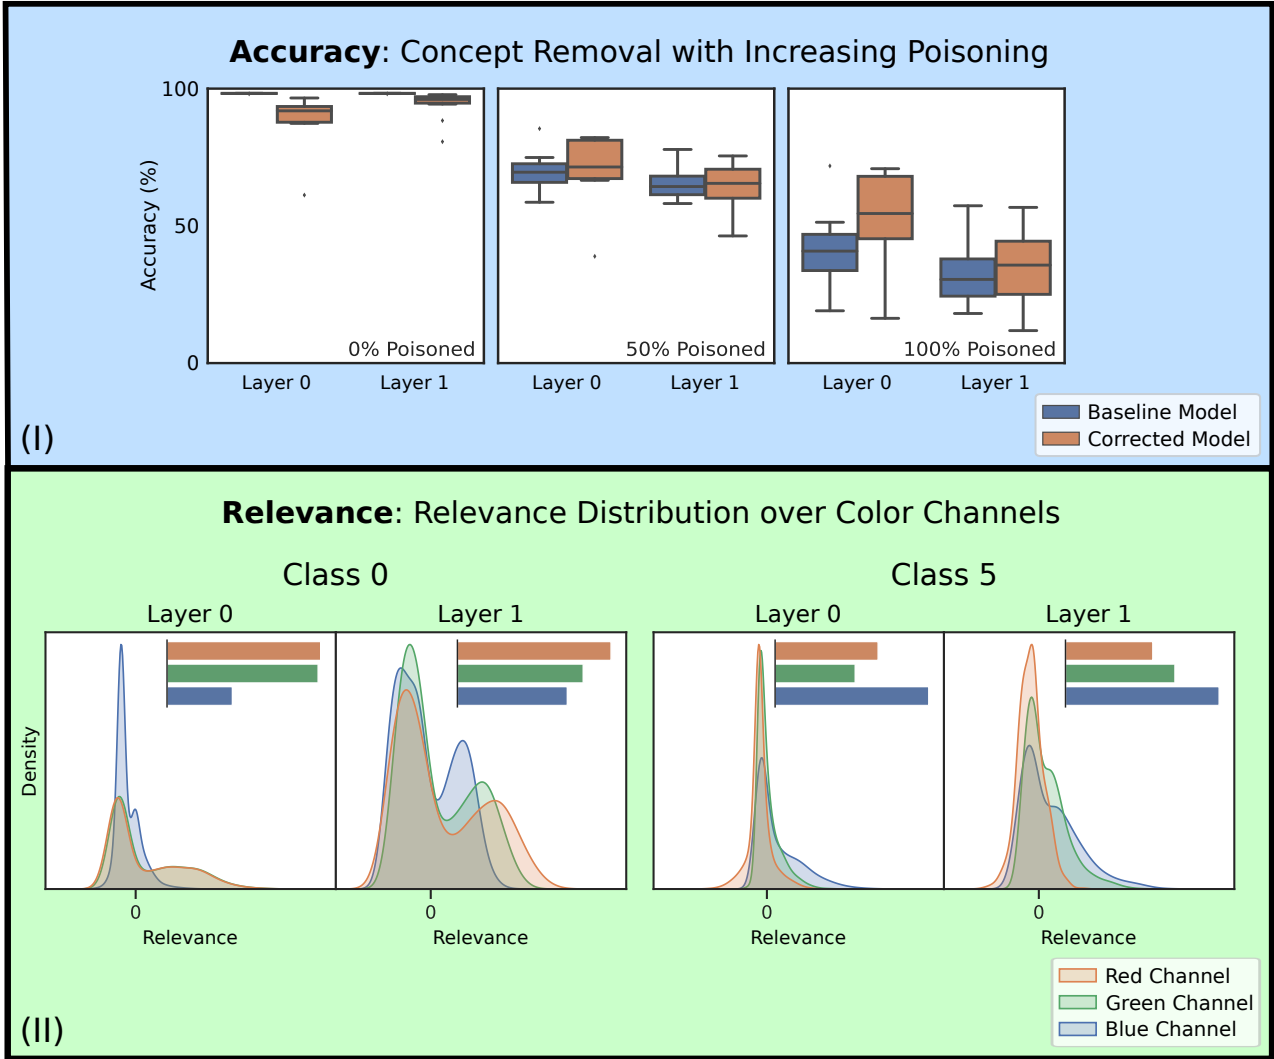 Accuracy: Concept Removal with Increasing Poisoning
100
50
0
Accuracy (%)
0% Poisoned
50% Poisoned
100% Poisoned
Layer 0
Layer 1
Layer 0
Layer 1
Layer 0
Layer 1
Baseline Model
Corrected Model
(I)
Relevance: Relevance Distribution over Color Channels
Class 0
Class 5
Layer 0
Layer 1
Layer 0
Layer 1
Density
0
0
0
0
Relevance
Relevance
Relevance
Relevance
Red Channel
Green Channel
Blue Channel
(II)